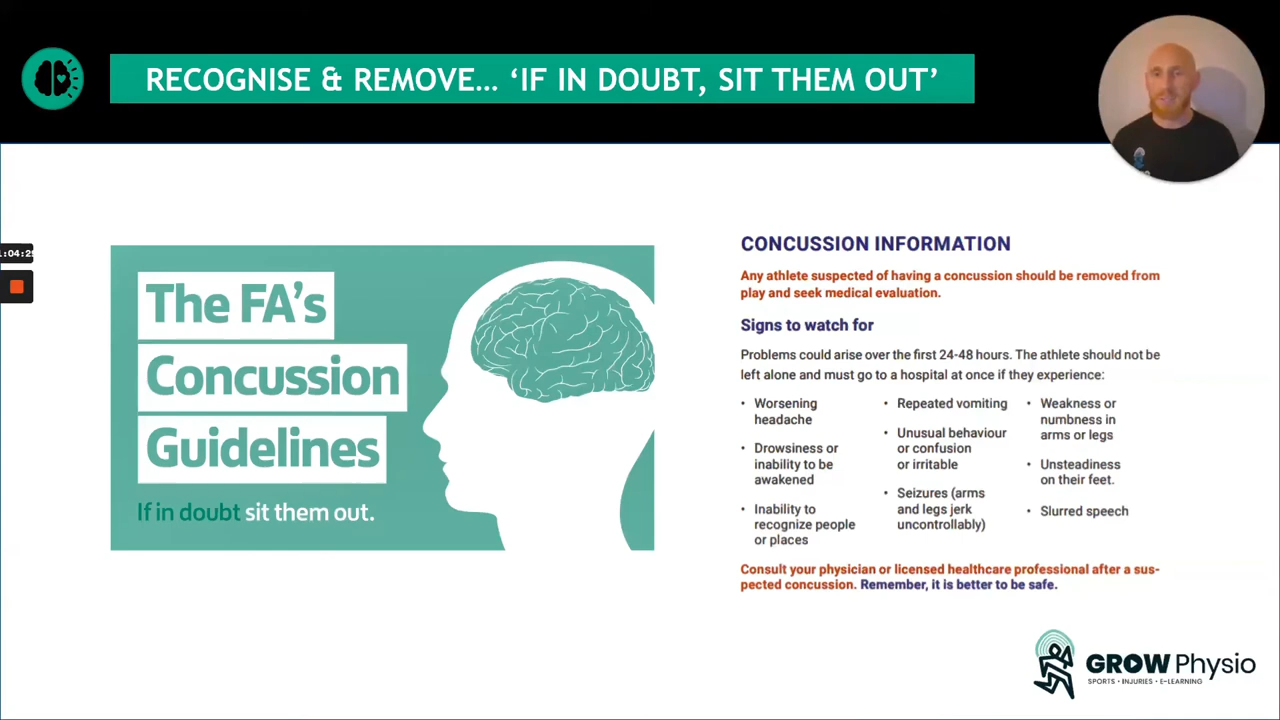 RECOGNISE & REMOVE... ‘IF IN DOUBT, SIT THEM OUT’
:04:2
The FA's
Concussion
Guidelines
If in doubt sit them out.
CONCUSSION INFORMATION
Any athlete suspected of having a concussion should be removed from
play and seek medical evaluation.
Signs to watch for
Problems could arise over the first 24-48 hours. The athlete should not be
left alone and must go to a hospital at once if they experience:
• Worsening
headache
• Drowsiness or
inability to be
awakened
• Inability to
recognize people
or places
• Repeated vomiting
• Unusual behaviour
or confusion
or irritable
• Seizures (arms
and legs jerk
uncontrollably)
• Weakness or
numbness in
arms or legs
• Unsteadiness
on their feet.
• Slurred speech
Consult your physician or licensed healthcare professional after a sus-
pected concussion. Remember, it is better to be safe.
GROW Physio
SPORTS • INJURIES • E-LEARNING